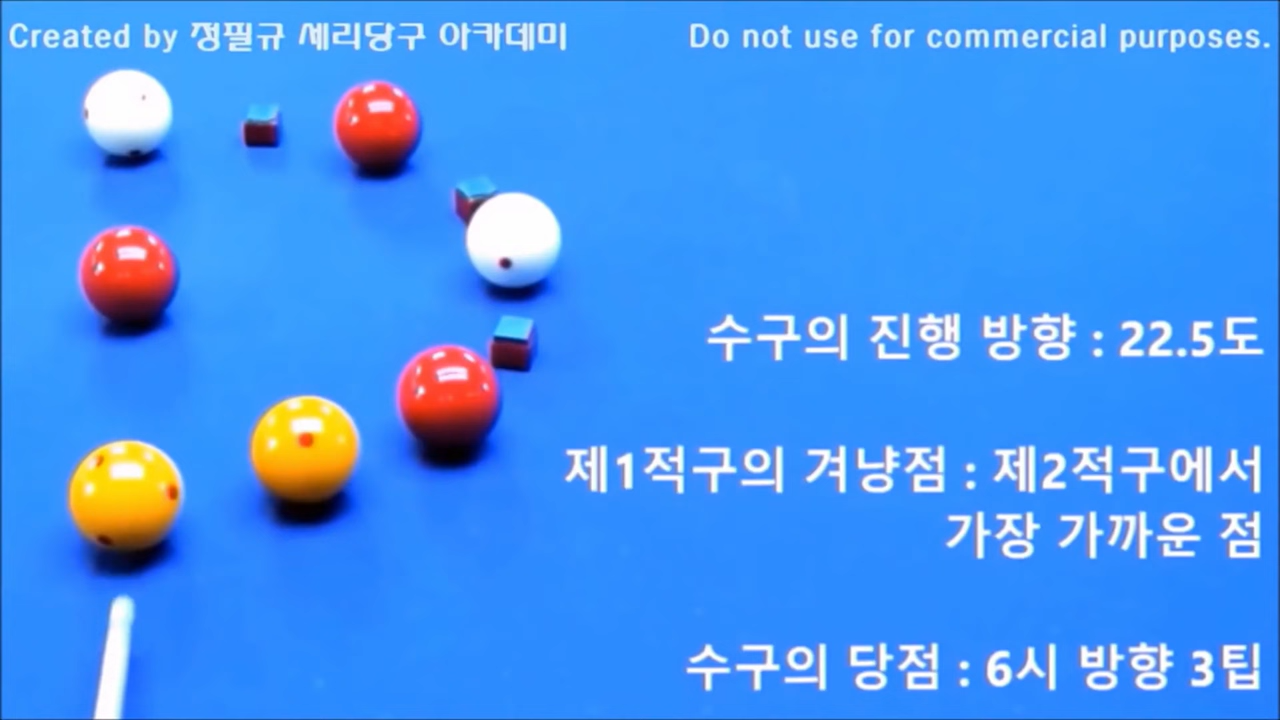 Created by 정필규 세리당구 아카데미
Do not use for commercial purposes.
수구의 진행 방향 : 22.5도
제1적구의 겨냥점 : 제2적구에서
가장 가까운 점
수구의 당점 : 6시 방향 3팁